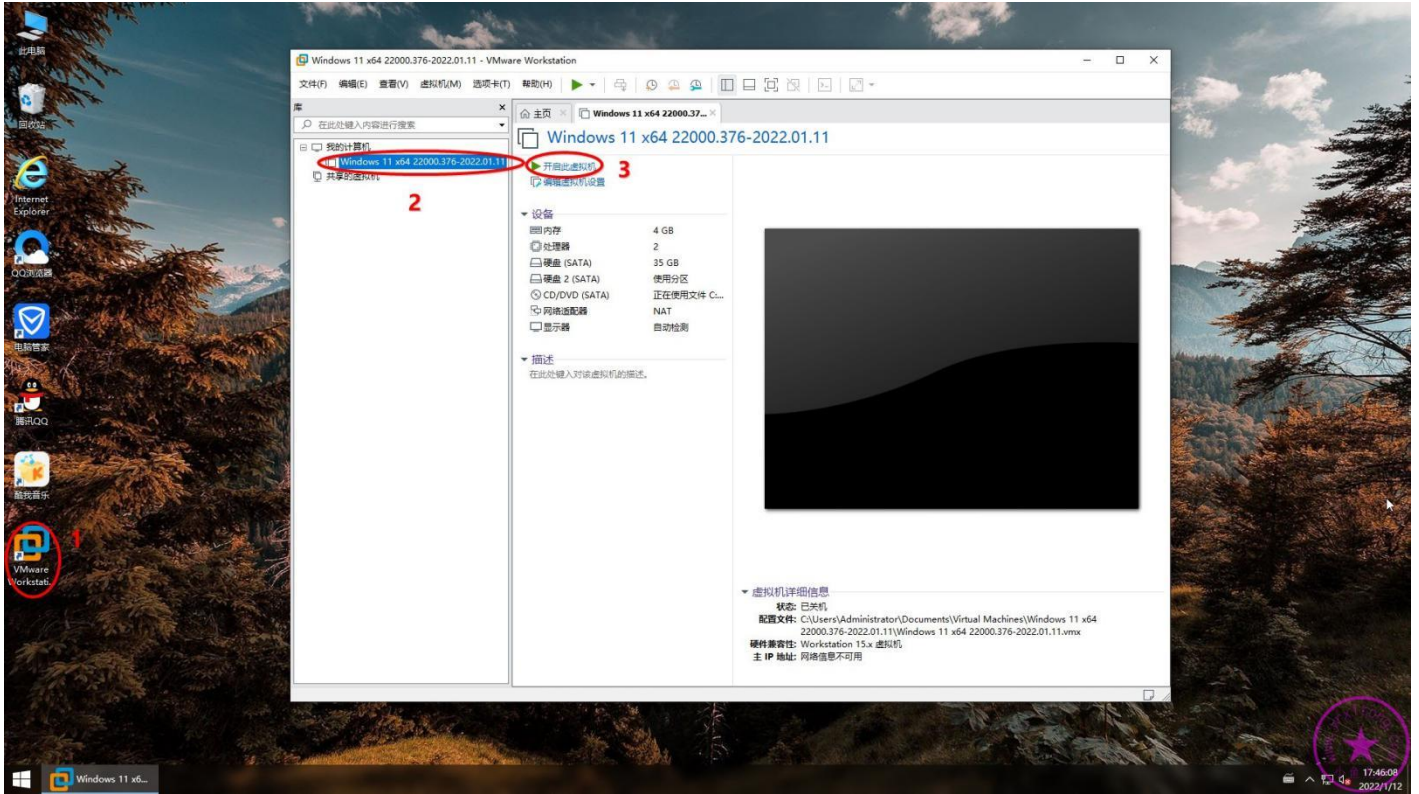 此电脑
回收站
Internet
Explorer
QQ浏览器
电脑管家
腾讯QQ
酷我音乐
1
VMware
Workstati...
Windows 11 x64 22000.376-2022.01.11 - VMware Workstation
文件(F) 编辑(E) 查看(V) 虚拟机(M) 选项卡(T) 帮助(H)
库
在此处键入内容进行搜索
我的计算机
Windows 11 x64 22000.376-2022.01.11
共享的虚拟机
2
主页
Windows 11 x64 22000.37...
Windows 11 x64 22000.376-2022.01.11
开启此虚拟机
3
编辑虚拟机设置
设备
内存 4 GB
处理器 2
硬盘 (SATA) 35 GB
硬盘 2 (SATA) 使用分区
CD/DVD (SATA) 正在使用文件 C:...
网络适配器 NAT
显示器 自动检测
描述
在此处键入对该虚拟机的描述。
虚拟机详细信息
状态: 已关机
配置文件: C:\Users\Administrator\Documents\Virtual Machines\Windows 11 x64
22000.376-2022.01.11\Windows 11 x64 22000.376-2022.01.11.vmx
硬件兼容性: Workstation 15.x 虚拟机
主 IP 地址: 网络信息不可用
Windows 11 x6...
17:46:08
2022/1/12